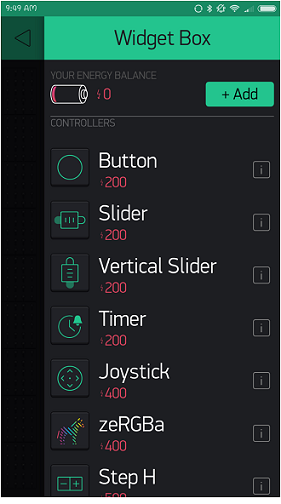 9:49 AM
Widget Box
YOUR ENERGY BALANCE
0
+ Add
CONTROLLERS
Button
200
i
Slider
200
i
Vertical Slider
200
i
Timer
200
i
Joystick
400
i
zeRGBa
400
i
Step H
500
i